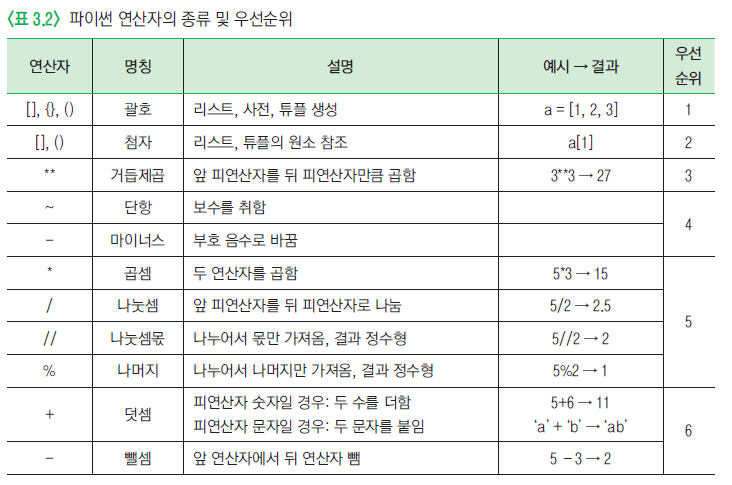 〈표 3.2〉 파이썬 연산자의 종류 및 우선순위
연산자 명칭 설명 예시 → 결과 우선
순위
[], {}, () 괄호 리스트, 사전, 튜플 생성 a = [1, 2, 3] 1
[], () 첨자 리스트, 튜플의 원소 참조 a[1] 2
** 거듭제곱 앞 피연산자를 뒤 피연산자만큼 곱함 3**3 → 27 3
~ 단항 보수를 취함
4
– 마이너스 부호 음수로 바꿈
* 곱셈 두 연산자를 곱함 5*3 → 15
/ 나눗셈 앞 피연산자를 뒤 피연산자로 나눔 5/2 → 2.5
5
// 나눗셈몫 나누어서 몫만 가져옴, 결과 정수형 5//2 → 2
% 나머지 나누어서 나머지만 가져옴, 결과 정수형 5%2 → 1
+ 덧셈 피연산자 숫자일 경우: 두 수를 더함 5+6 → 11
피연산자 문자일 경우: 두 문자를 붙임 ‘a’ + ‘b’ → ‘ab’
6
– 뺄셈 앞 연산자에서 뒤 연산자 뺌 5 –3 → 2